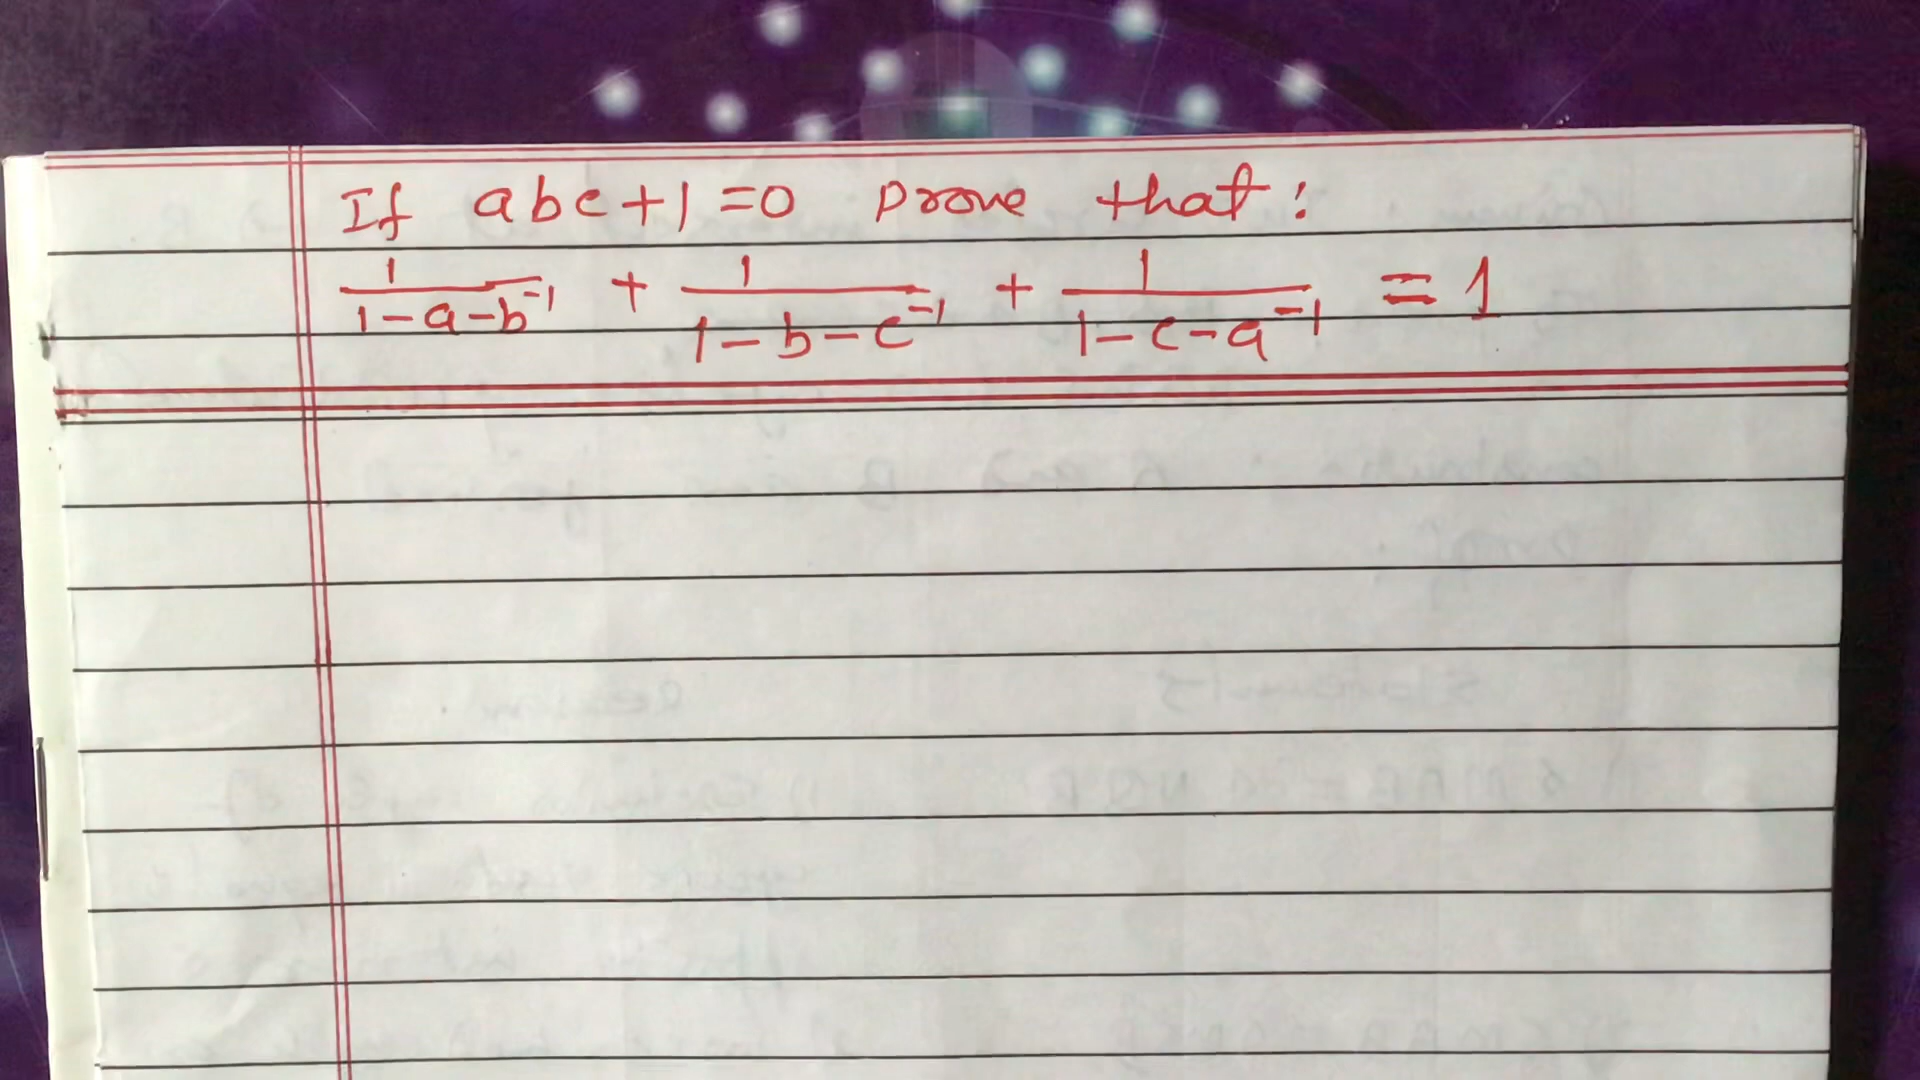 If abc+1=0 prove that:
1/(1-a-b⁻¹) + 1/(1-b-c⁻¹) + 1/(1-c-a⁻¹) = 1